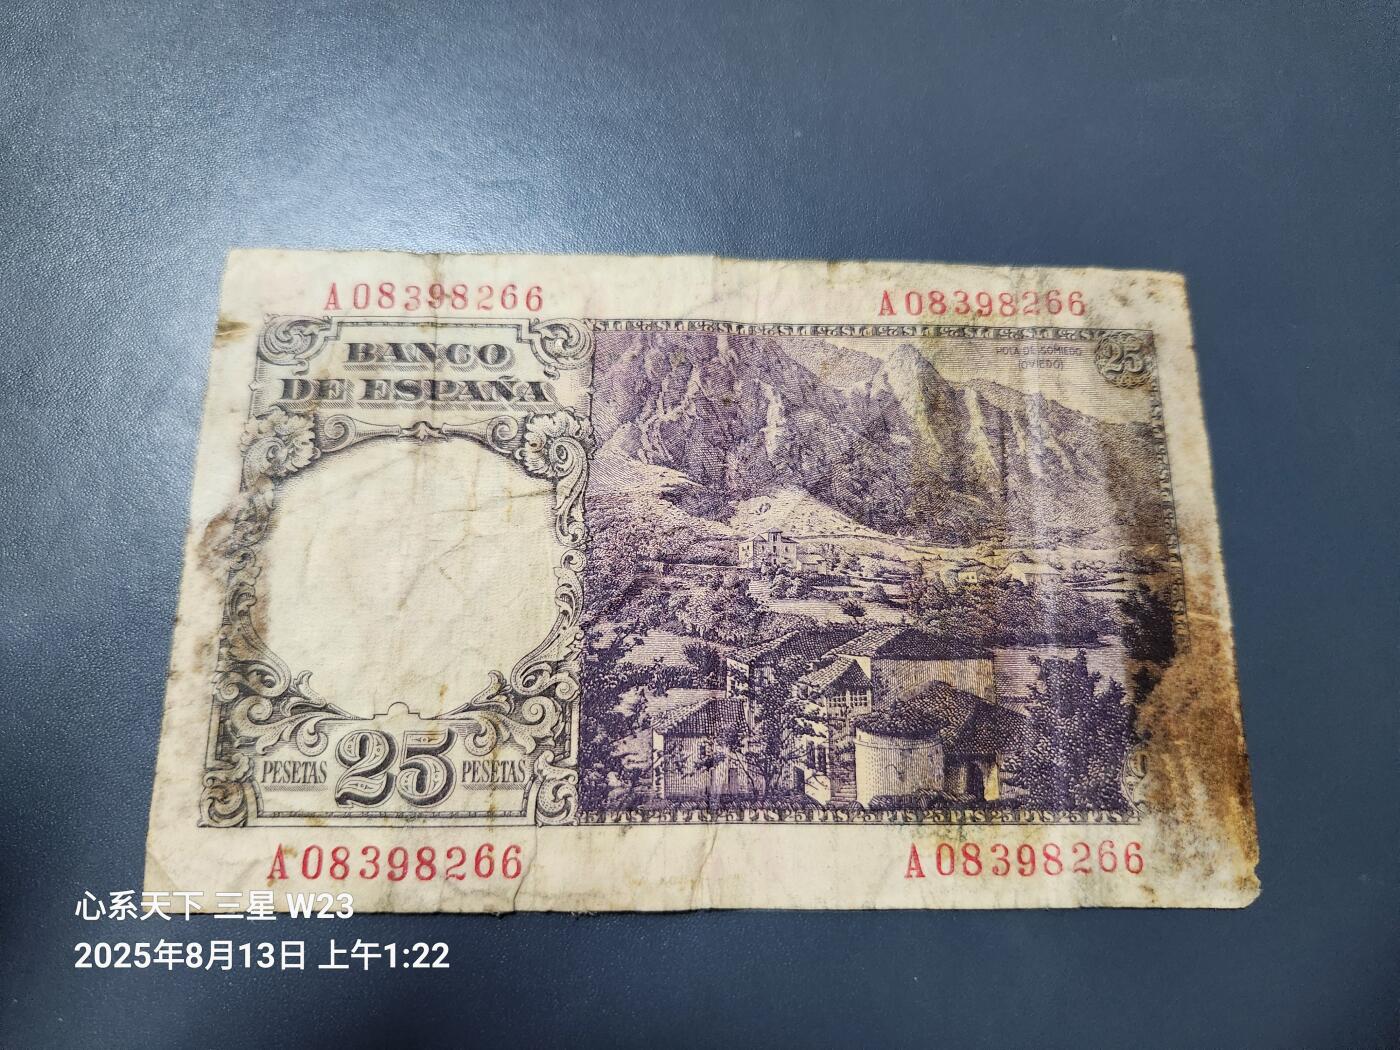 A08398266
A08398266
BANCO
DE ESPAÑA
POLA DE SOMIEDO
(OVIEDO)
25
PESETAS 25 PESETAS
A08398266
A08398266
心系天下 三星 W23
2025年8月13日 上午1:22